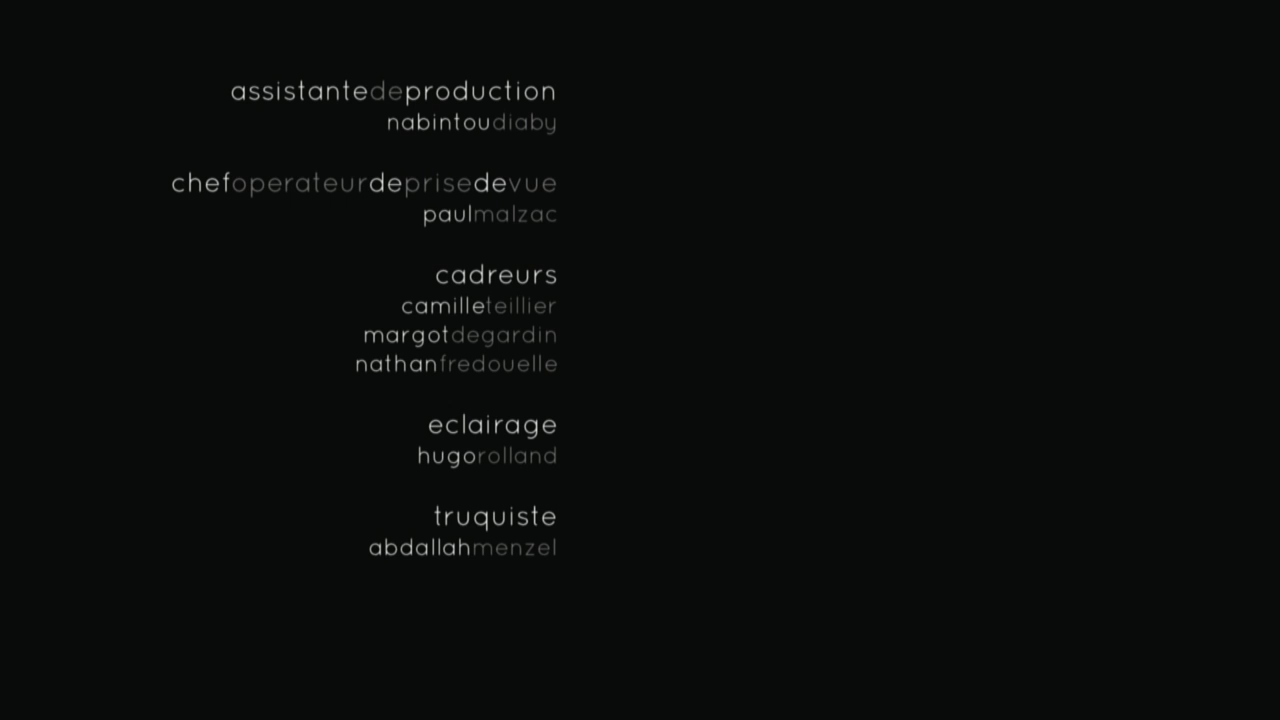 assistantedeproduction
nabintoudiaby
chefoperateurdeprisedevue
paulmalzac
cadreurs
camilleteillier
margotdegardin
nathanfredouelle
eclairage
hugorolland
truquiste
abdallahmenzel